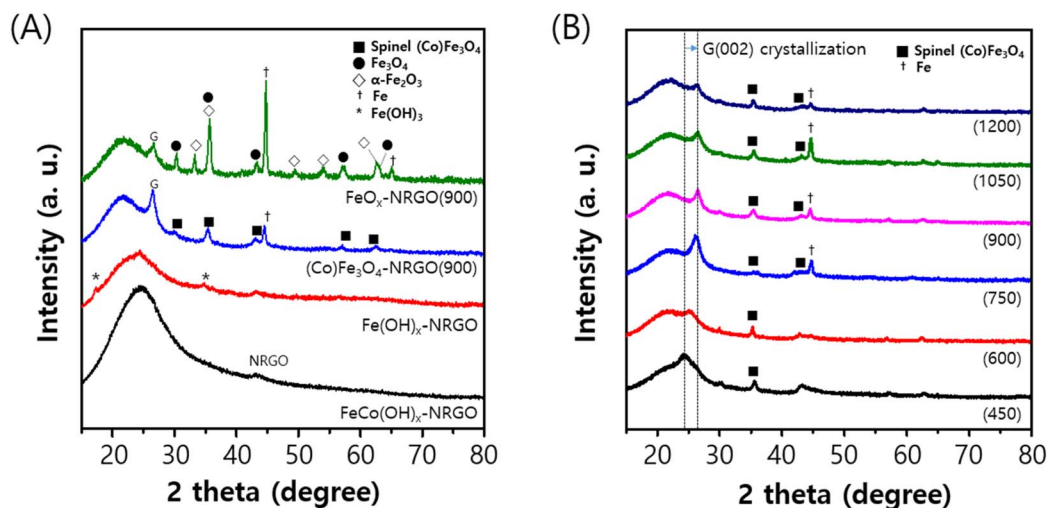 (A)
Intensity (a. u.)
■ Spinel (Co)Fe₃O₄
● Fe₃O₄
◇ α-Fe₂O₃
† Fe
* Fe(OH)₃
G
FeOₓ-NRGO(900)
G
(Co)Fe₃O₄-NRGO(900)
Fe(OH)ₓ-NRGO
NRGO
FeCo(OH)ₓ-NRGO
20 30 40 50 60 70 80
2 theta (degree)
(B)
Intensity (a. u.)
G(002) crystallization
■ Spinel (Co)Fe₃O₄
† Fe
(1200)
(1050)
(900)
(750)
(600)
(450)
20 30 40 50 60 70 80
2 theta (degree)